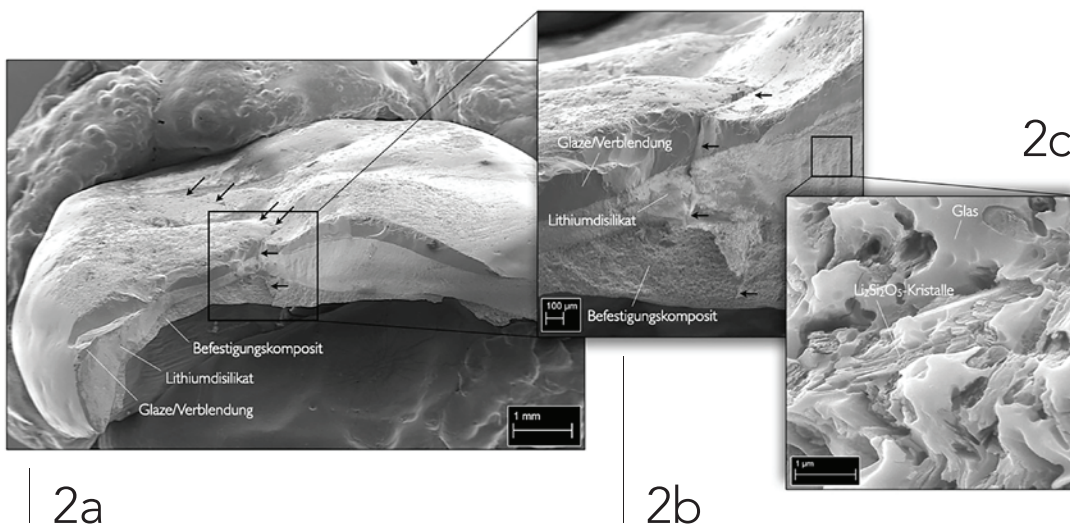 Befestigungskomposit
Lithiumdisilikat
Glaze/Verblendung
1 mm
2a
Glaze/Verblendung
Lithiumdisilikat
100 µm
Befestigungskomposit
2b
2c
Glas
Li₂Si₂O₅-Kristalle
1 µm